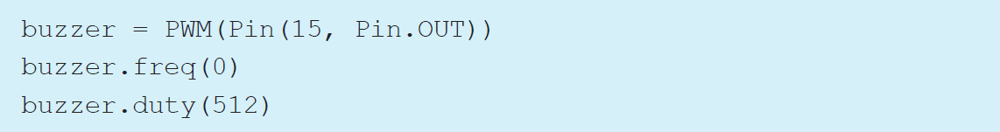 buzzer = PWM(Pin(15, Pin.OUT))
buzzer.freq(0)
buzzer.duty(512)